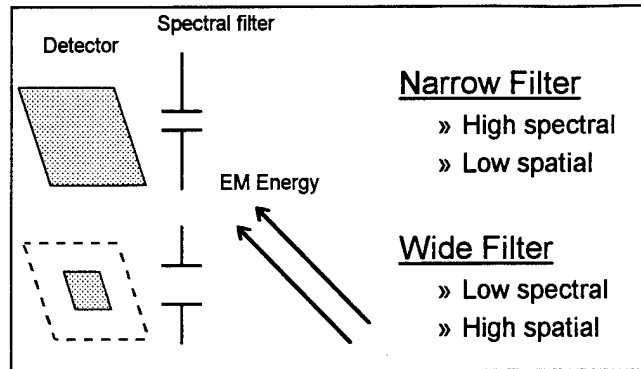 Spectral filter
Detector
Narrow Filter
» High spectral
» Low spatial
EM Energy
Wide Filter
» Low spectral
» High spatial